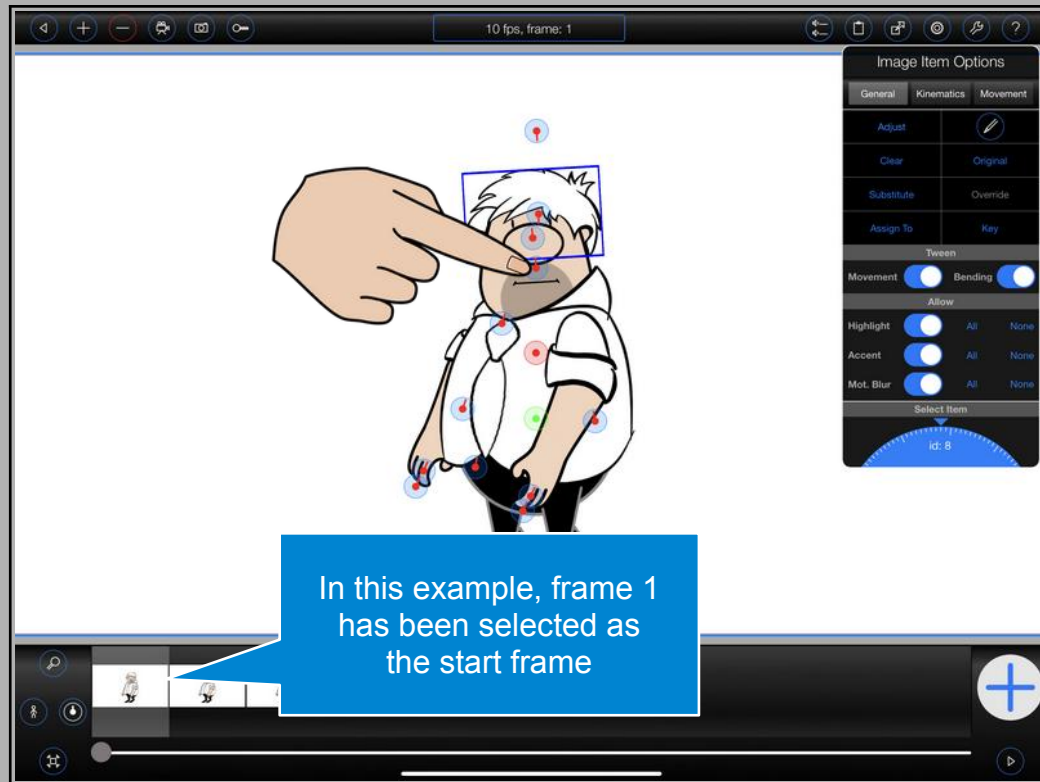 10 fps, frame: 1
?
Image Item Options
General Kinematics Movement
Adjust
Clear Original
Substitute Override
Assign To Key
Tween
Movement Bending
Allow
Highlight All None
Accent All None
Mot. Blur All None
Select Item
id: 8
In this example, frame 1
has been selected as
the start frame